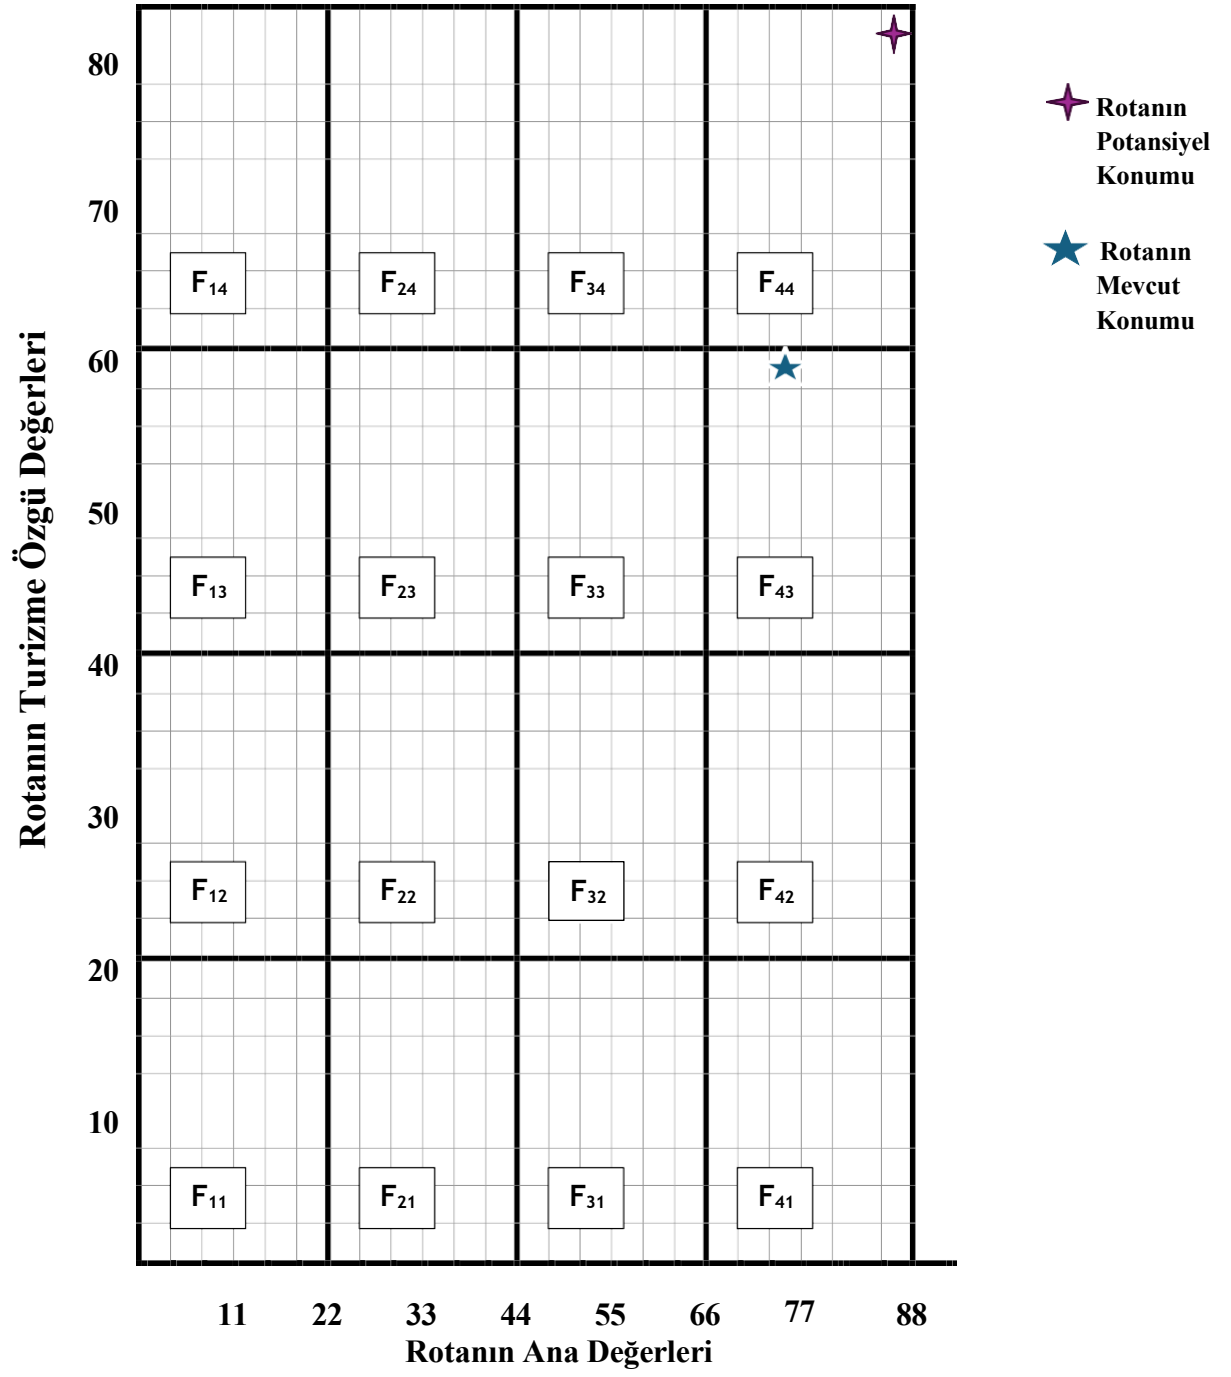 80
70
60
50
40
30
20
10
Rotanın Turizme Özgü Değerleri
F14 F24 F34 F44
F13 F23 F33 F43
F12 F22 F32 F42
F11 F21 F31 F41
11 22 33 44 55 66 77 88
Rotanın Ana Değerleri
Rotanın
Potansiyel
Konumu
Rotanın
Mevcut
Konumu